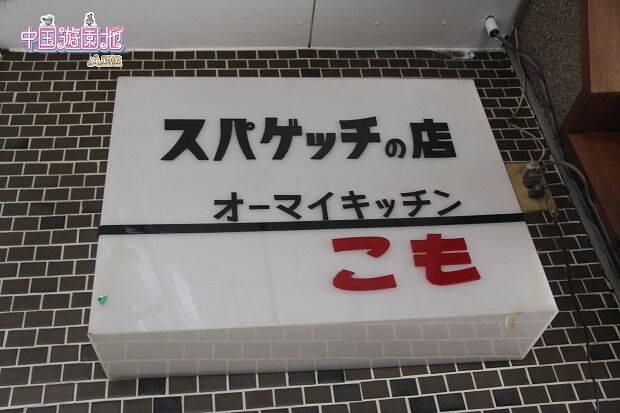 中国遊園地
スパゲッチの店
オーマイキッチン
こも